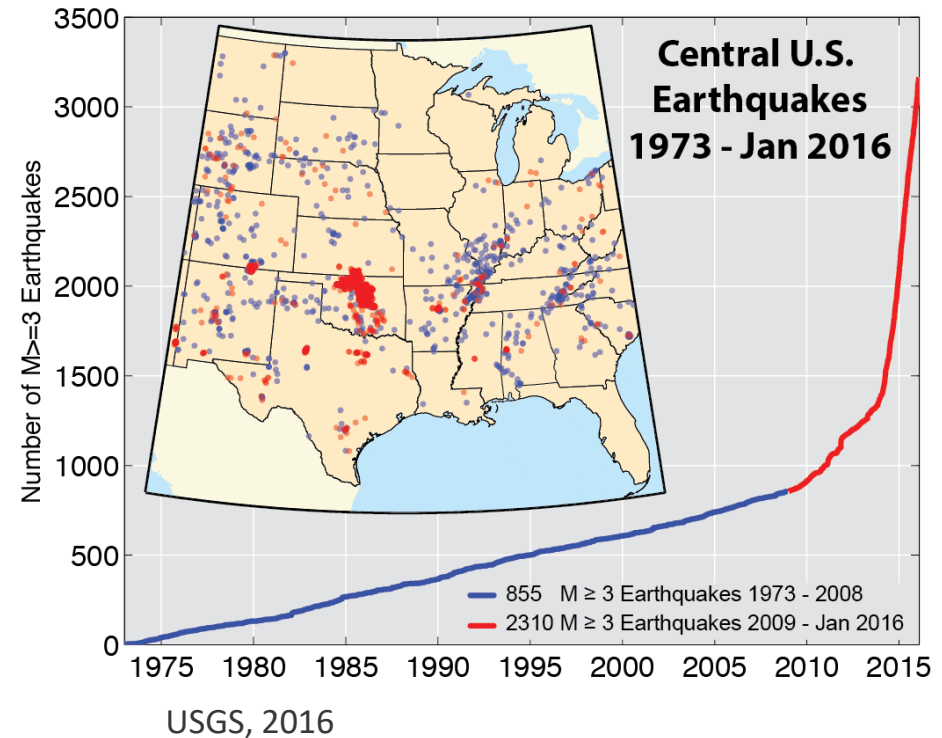 Central U.S.
Earthquakes
1973 - Jan 2016
Number of M>=3 Earthquakes
3500
3000
2500
2000
1500
1000
500
0
855 M ≥ 3 Earthquakes 1973 - 2008
2310 M ≥ 3 Earthquakes 2009 - Jan 2016
1975 1980 1985 1990 1995 2000 2005 2010 2015
USGS, 2016